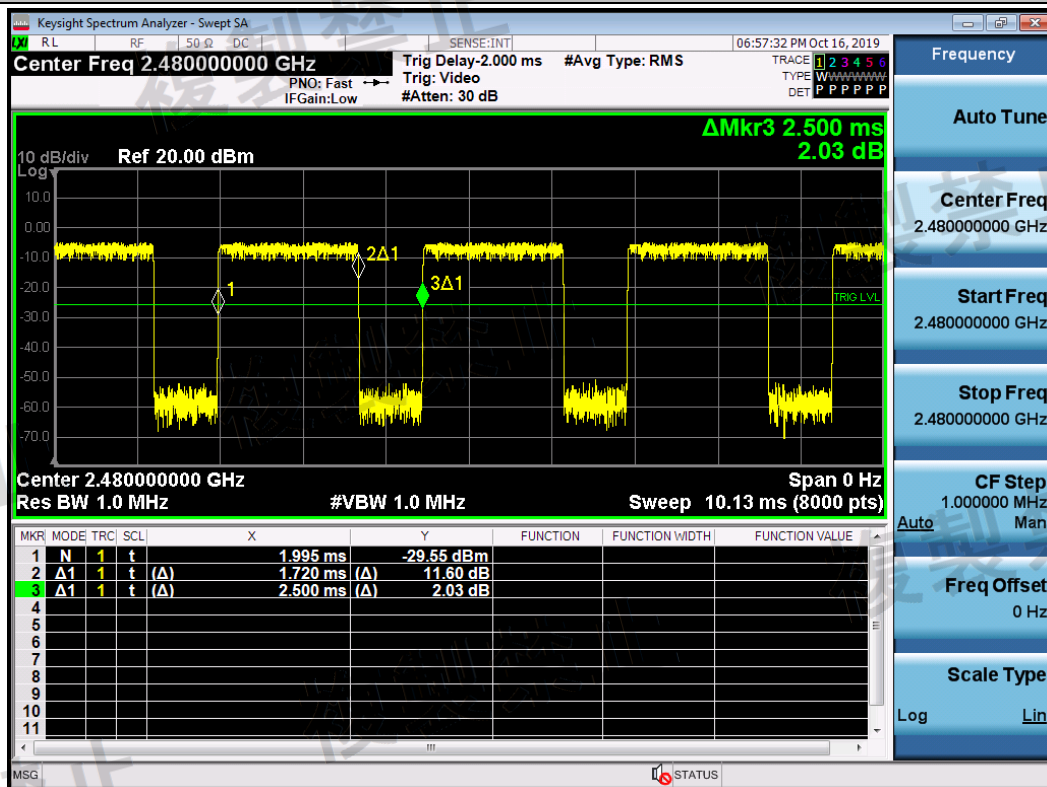 Keysight Spectrum Analyzer - Swept SA
LXI RL RF 50 Ω DC SENSE:INT 06:57:32 PM Oct 16, 2019
Center Freq 2.480000000 GHz
PNO: Fast
IFGain:Low
Trig Delay-2.000 ms
Trig: Video
#Atten: 30 dB
#Avg Type: RMS
TRACE 1 2 3 4 5 6
TYPE WWWWWW
DET P P P P P P
ΔMkr3 2.500 ms
2.03 dB
10 dB/div Ref 20.00 dBm
Log
10.0
0.00
-10.0
-20.0
-30.0
-40.0
-50.0
-60.0
-70.0
1
2Δ1
3Δ1
TRIG LVL
Center 2.480000000 GHz Span 0 Hz
Res BW 1.0 MHz #VBW 1.0 MHz Sweep 10.13 ms (8000 pts)
MKR MODE TRC SCL X Y FUNCTION FUNCTION WIDTH FUNCTION VALUE
1 N 1 t 1.995 ms -29.55 dBm
2 Δ1 1 t (Δ) 1.720 ms (Δ) 11.60 dB
3 Δ1 1 t (Δ) 2.500 ms (Δ) 2.03 dB
4
5
6
7
8
9
10
11
MSG STATUS
Frequency
Auto Tune
Center Freq
2.480000000 GHz
Start Freq
2.480000000 GHz
Stop Freq
2.480000000 GHz
CF Step
1.000000 MHz
Auto Man
Freq Offset
0 Hz
Scale Type
Log Lin
複製禁止